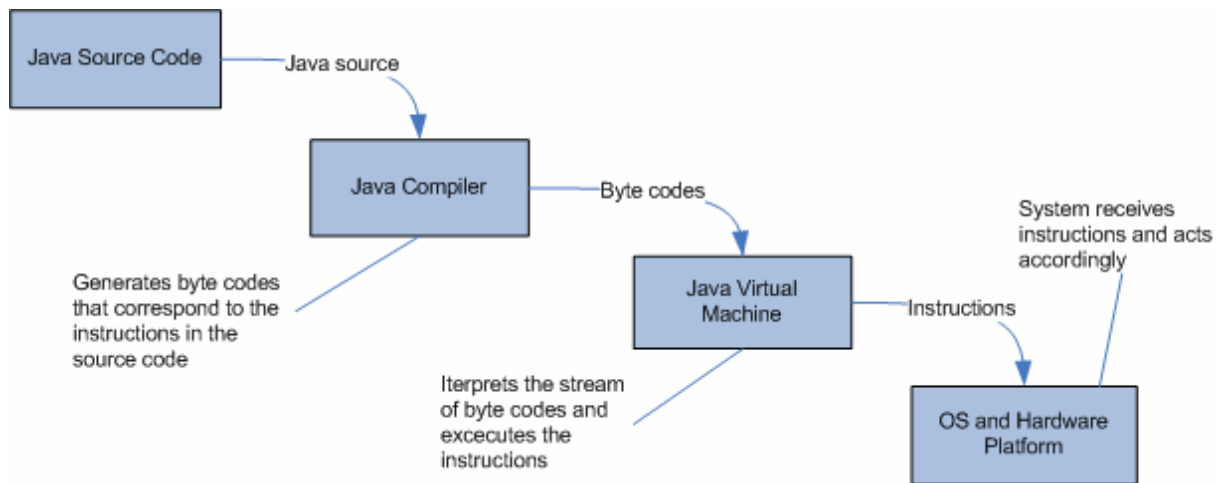 Java Source Code
Java source
Java Compiler
Byte codes
Generates byte codes
that correspond to the
instructions in the
source code
Java Virtual
Machine
Instructions
System receives
instructions and acts
accordingly
Iterprets the stream
of byte codes and
excecutes the
instructions
OS and Hardware
Platform